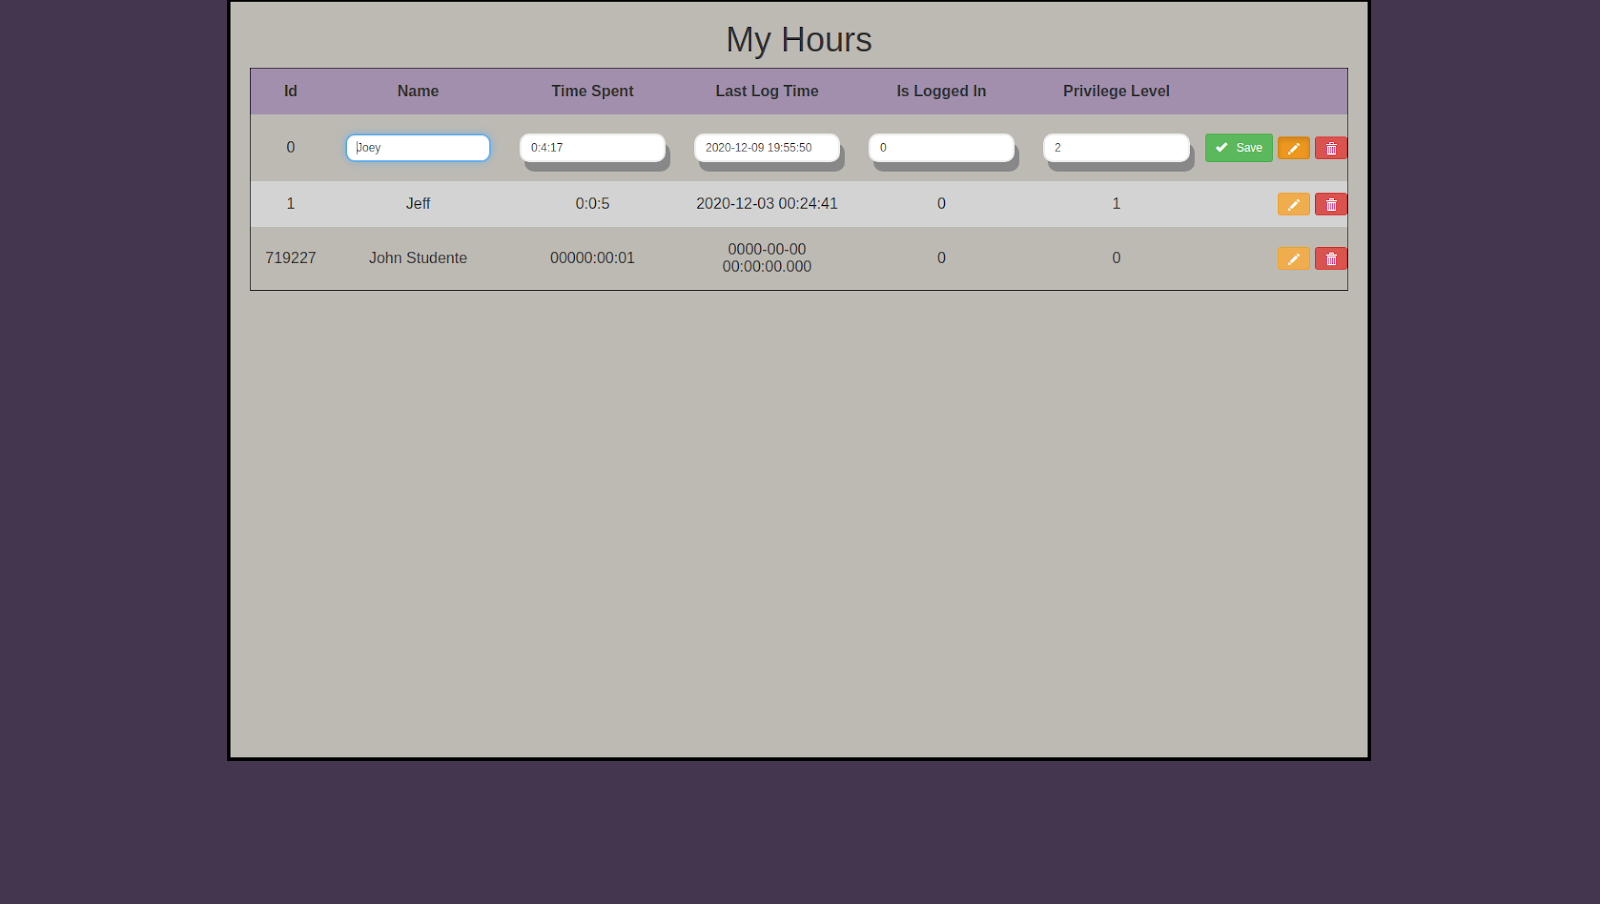 My Hours
Id Name Time Spent Last Log Time Is Logged In Privilege Level
0 Joey 0:4:17 2020-12-09 19:55:50 0 2 Save
1 Jeff 0:0:5 2020-12-03 00:24:41 0 1
719227 John Studente 00000:00:01 0000-00-00 00:00:00.000 0 0